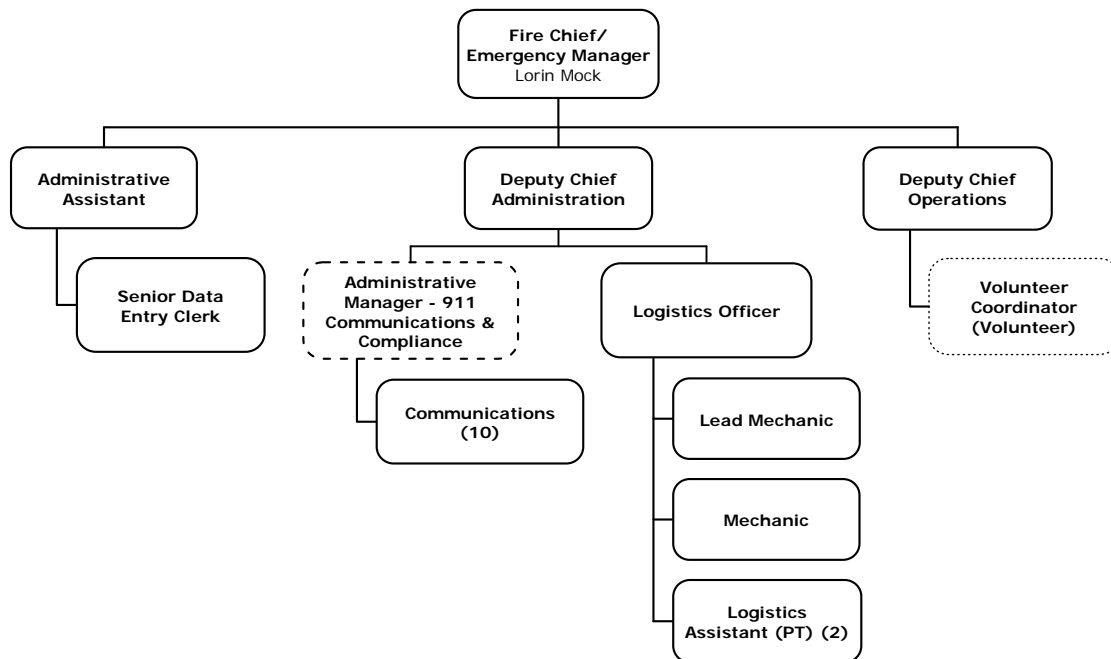 Fire Chief/
Emergency Manager
Lorin Mock
Administrative
Assistant
Deputy Chief
Administration
Deputy Chief
Operations
Senior Data
Entry Clerk
Administrative
Manager - 911
Communications &
Compliance
Logistics Officer
Volunteer
Coordinator
(Volunteer)
Communications
(10)
Lead Mechanic
Mechanic
Logistics
Assistant (PT) (2)